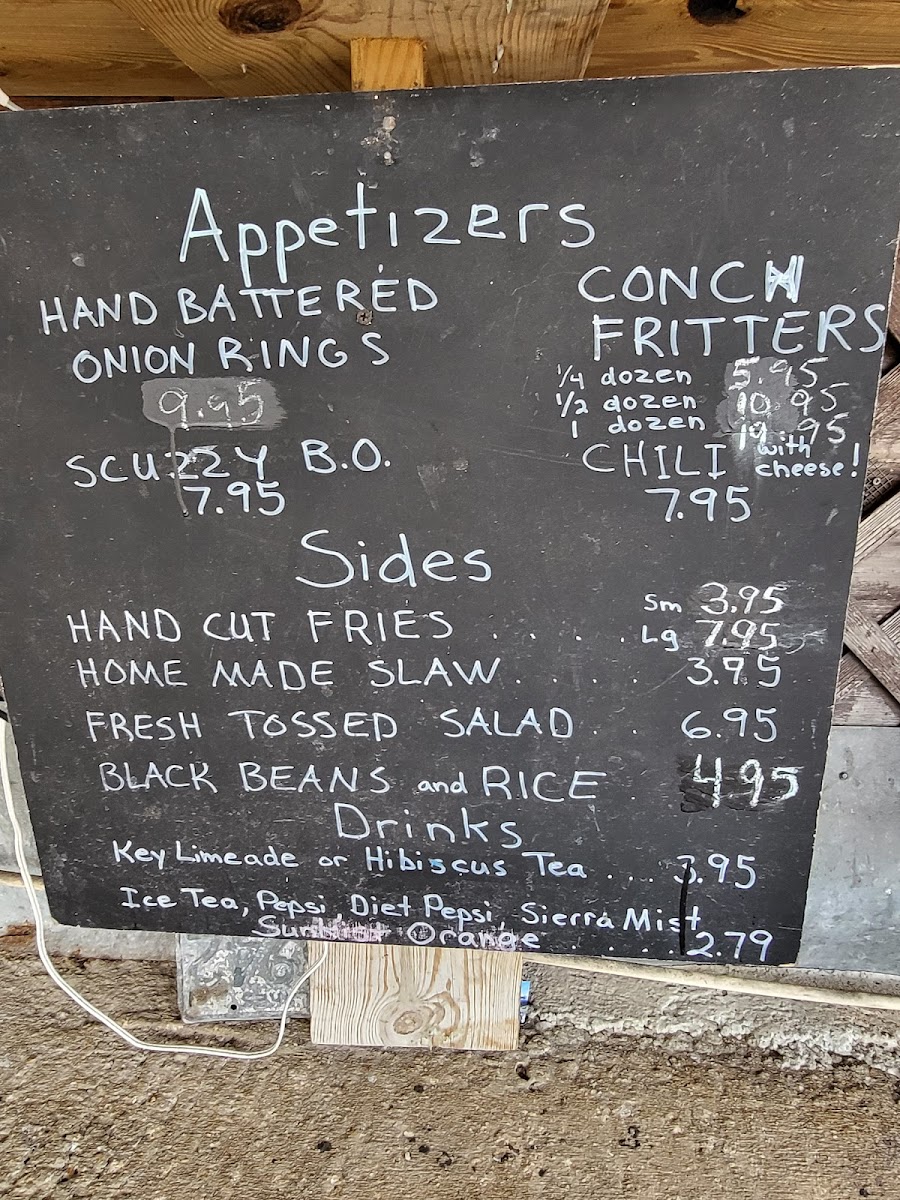 Appetizers
HAND BATTERED
ONION RINGS
9.95
SCUZZY B.O.
7.95
CONCH
FRITTERS
1/4 dozen 5.95
1/2 dozen 10.95
1 dozen 19.95
CHILI with cheese!
7.95
Sides
HAND CUT FRIES . . . . . Sm 3.95
Lg 7.95
HOME MADE SLAW . . . . . 3.95
FRESH TOSSED SALAD . . 6.95
BLACK BEANS and RICE . 4.95
Drinks
Key Limeade or Hibiscus Tea .... 3.95
Ice Tea, Pepsi, Diet Pepsi, Sierra Mist
Sunkist Orange . . . . . . 2.79